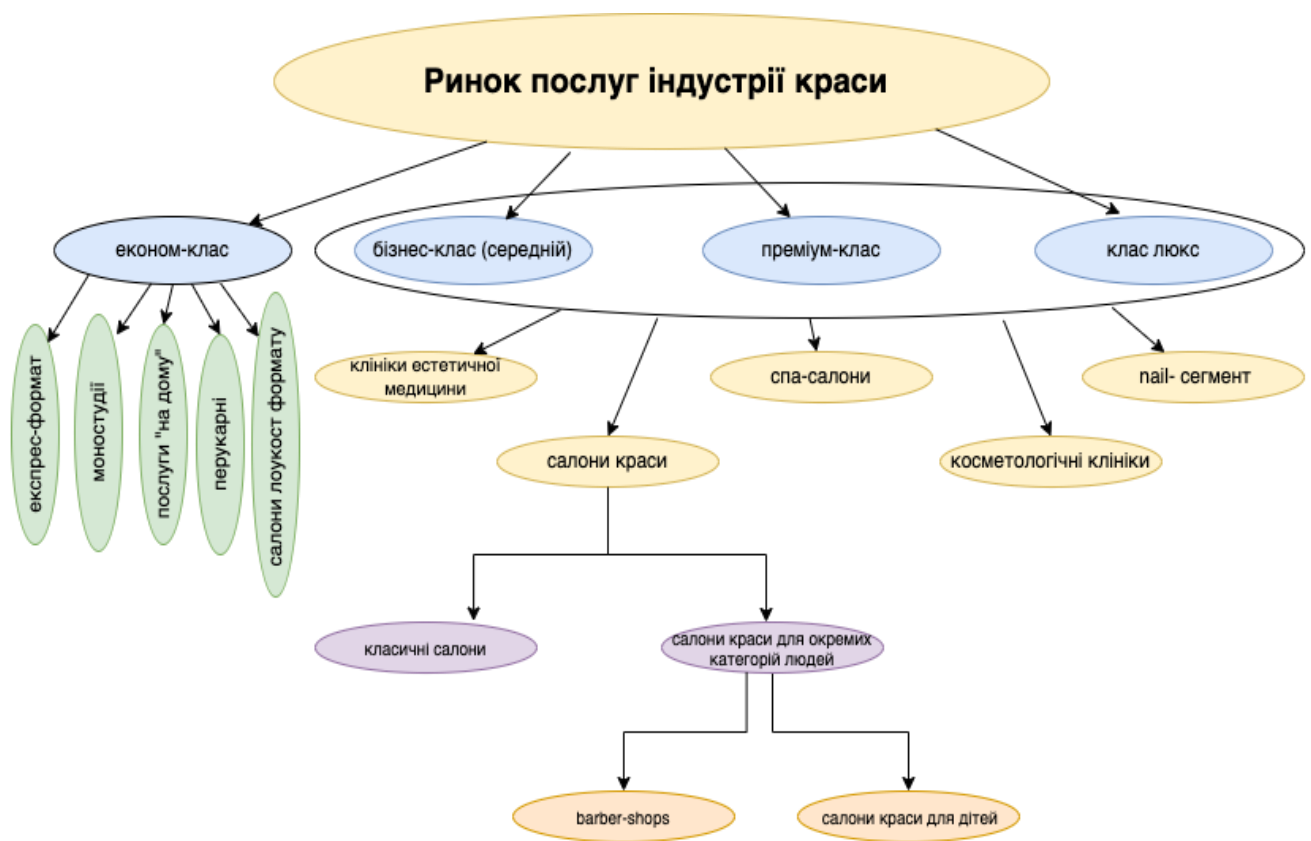 Ринок послуг індустрії краси
економ-клас
бізнес-клас (середній)
преміум-клас
клас люкс
експрес-формат
моностудії
послуги "на дому"
перукарні
салони лоукост формату
клініки естетичної
медицини
спа-салони
nail- сегмент
салони краси
косметологічні клініки
класичні салони
салони краси для окремих
категорій людей
barber-shops
салони краси для дітей